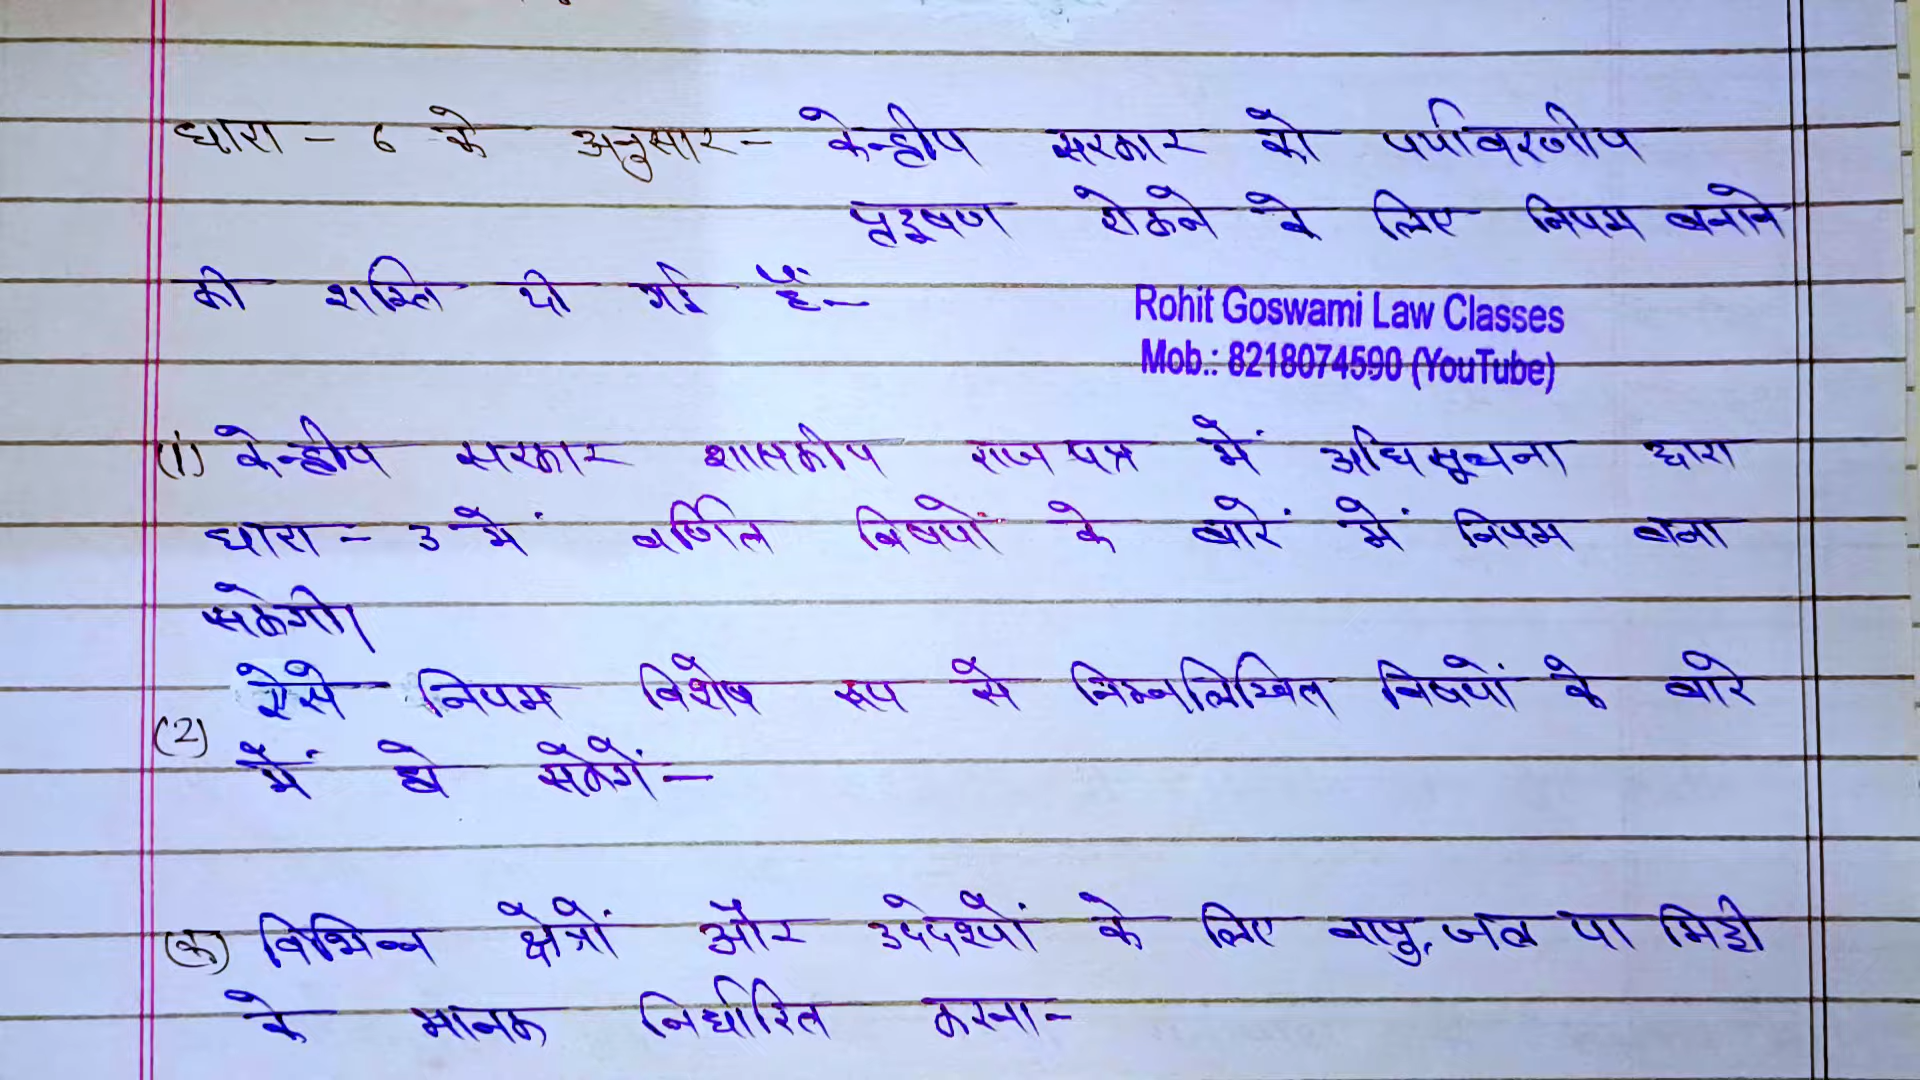 धारा - 6 के अनुसार - केन्द्रीय सरकार को पर्यावरणीय
प्रदूषण रोकने के लिए नियम बनाने
की शक्ति दी गई हैं -
Rohit Goswami Law Classes
Mob.: 8218074590 (YouTube)
(1) केन्द्रीय सरकार शासकीय राजपत्र में अधिसूचना द्वारा
धारा - 3 में वर्णित विषयों के बारें में नियम बना
सकेगी।
(2) ऐसे नियम विशेष रूप से निम्नलिखित विषयों के बारे
में हो सकेगें -
(क) विभिन्न क्षेत्रों और उददेश्यों के लिए वायु, जल या मिट्टी
के मानक निर्धारित करना -